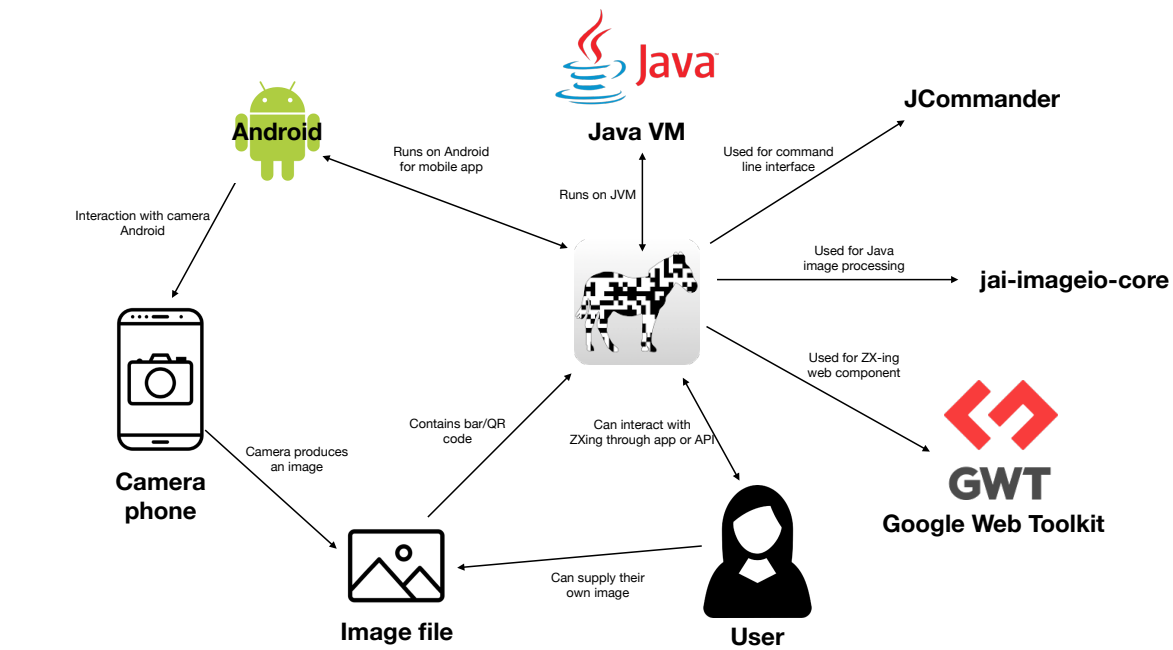 Java
Java VM
JCommander
Android
Runs on Android
for mobile app
Used for command
line interface
Runs on JVM
Interaction with camera
Android
Used for Java
image processing
jai-imageio-core
Used for ZX-ing
web component
Contains bar/QR
code
Can interact with
ZXing through app or API
Camera produces
an image
GWT
Google Web Toolkit
Camera
phone
Can supply their
own image
Image file
User